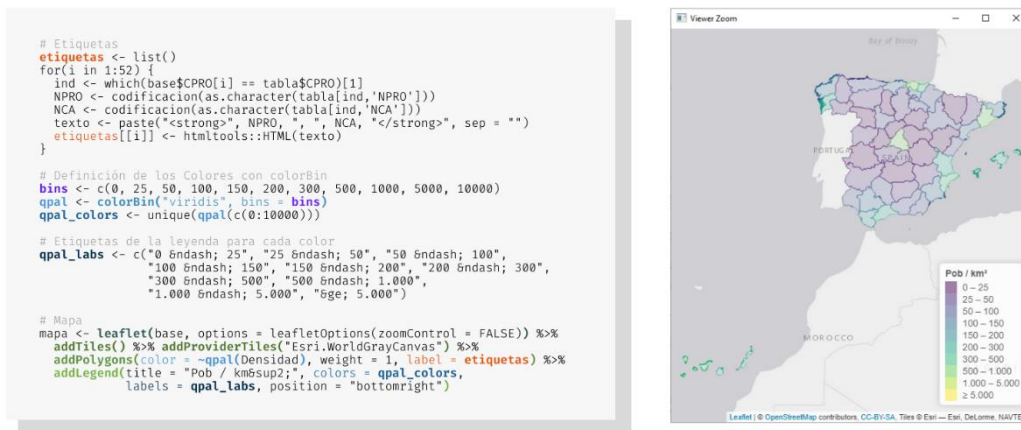 # Etiquetas
etiquetas <- list()
for(i in 1:52) {
  ind <- which(base$CPRO[i] == tabla$CPRO)[1]
  NPRO <- codificacion(as.character(tabla[ind,'NPRO']))
  NCA <- codificacion(as.character(tabla[ind,'NCA']))
  texto <- paste("<strong>", NPRO, ", ", NCA, "</strong>", sep = "")
  etiquetas[[i]] <- htmltools::HTML(texto)
}
# Definición de los Colores con colorBin
bins <- c(0, 25, 50, 100, 150, 200, 300, 500, 1000, 5000, 10000)
qpal <- colorBin("viridis", bins = bins)
qpal_colors <- unique(qpal(c(0:10000)))
# Etiquetas de la leyenda para cada color
qpal_labs <- c("0 &ndash; 25", "25 &ndash; 50", "50 &ndash; 100",
"100 &ndash; 150", "150 &ndash; 200", "200 &ndash; 300",
"300 &ndash; 500", "500 &ndash; 1.000",
"1.000 &ndash; 5.000", "&ge; 5.000")
# Mapa
mapa <- leaflet(base, options = leafletOptions(zoomControl = FALSE)) %>%
  addTiles() %>% addProviderTiles("Esri.WorldGrayCanvas") %>%
  addPolygons(color = ~qpal(Densidad), weight = 1, label = etiquetas) %>%
  addLegend(title = "Pob / km&sup2;", colors = qpal_colors,
labels = qpal_labs, position = "bottomright")
Viewer Zoom
Bay of Biscay
PORTUGAL
SPAIN
MOROCCO
Pob / km²
0 – 25
25 – 50
50 – 100
100 – 150
150 – 200
200 – 300
300 – 500
500 – 1.000
1.000 – 5.000
≥ 5.000
Leaflet | © OpenStreetMap contributors, CC-BY-SA, Tiles © Esri — Esri, DeLorme, NAVTE